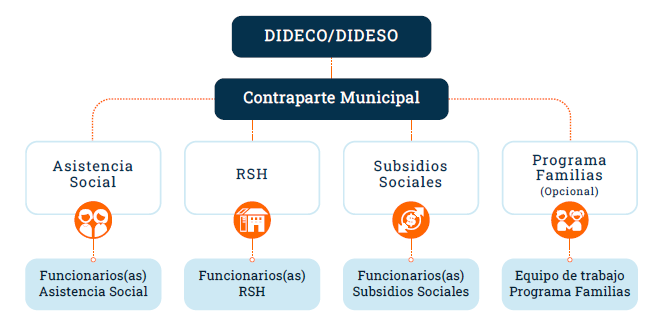 DIDECO/DIDESO
Contraparte Municipal
Asistencia
Social
RSH
Subsidios
Sociales
Programa
Familias
(Opcional)
$
Funcionarios(as)
Asistencia Social
Funcionarios(as)
RSH
Funcionarios(as)
Subsidios Sociales
Equipo de trabajo
Programa Familias